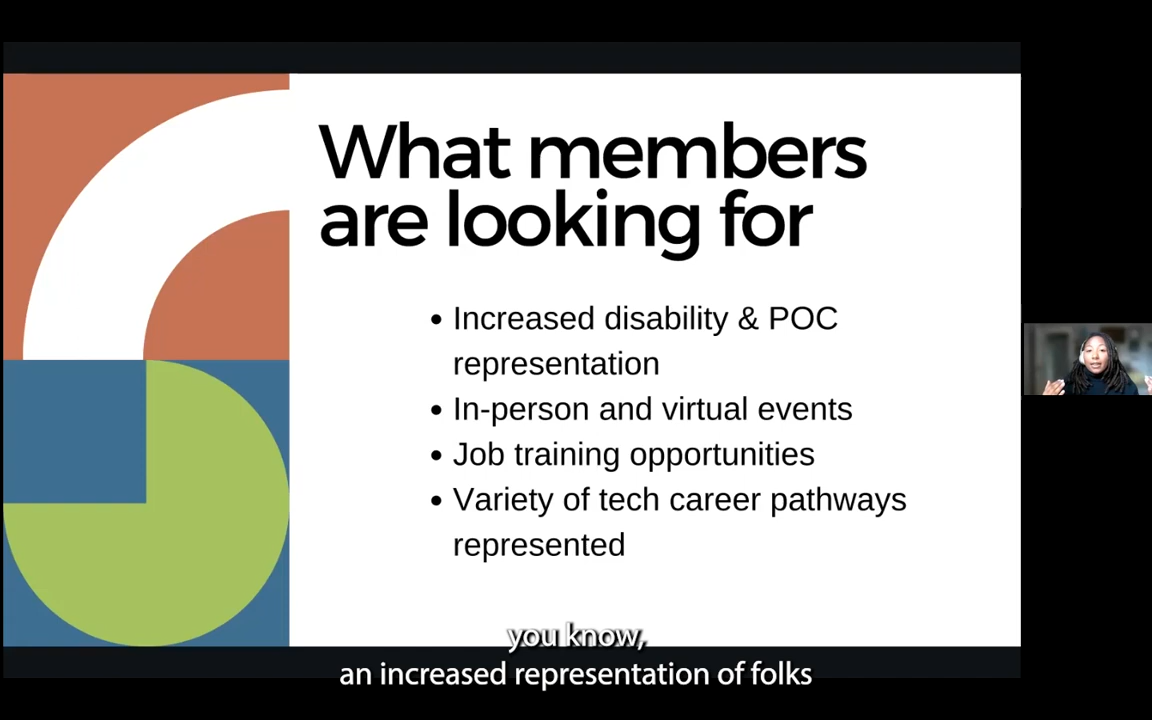 What members
are looking for
• Increased disability & POC
representation
• In-person and virtual events
• Job training opportunities
• Variety of tech career pathways
represented
you know,
an increased representation of folks